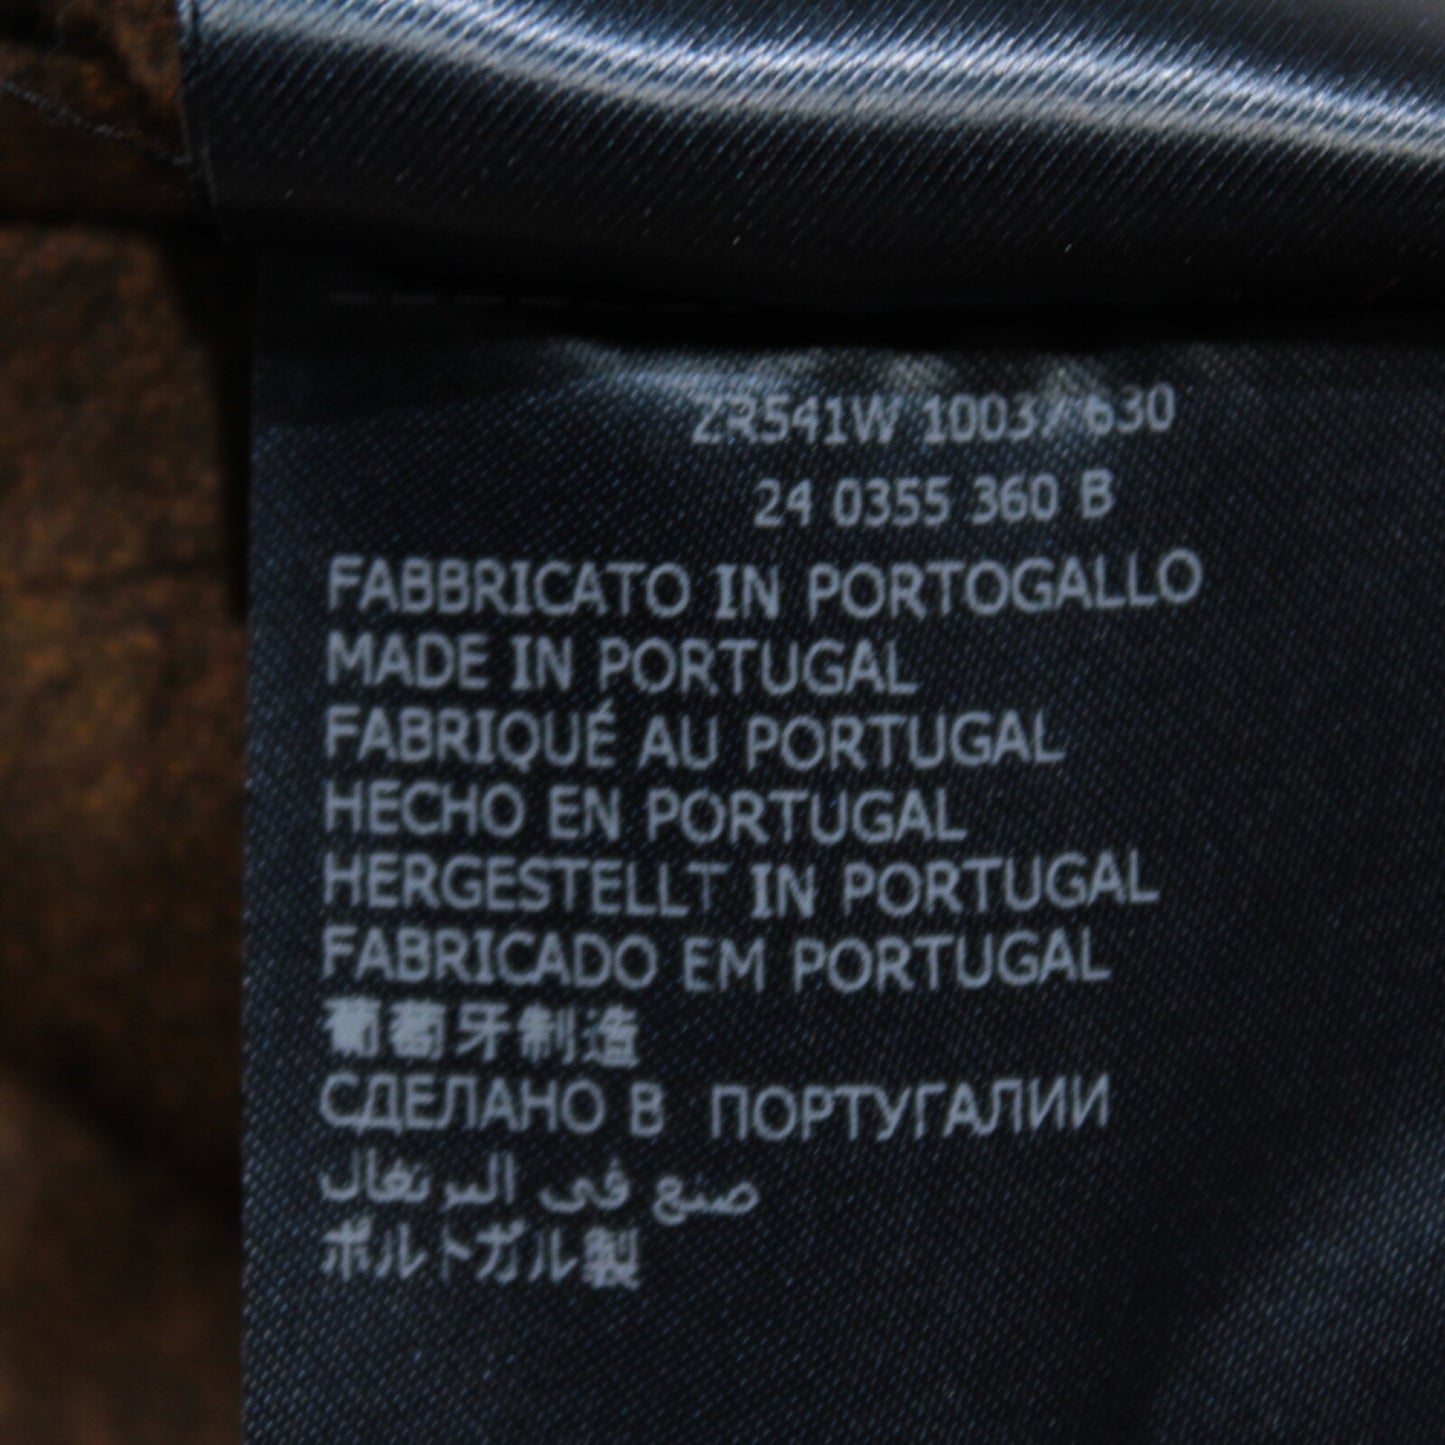 ZR541W 10037 630
24 0355 360 B
FABBRICATO IN PORTOGALLO
MADE IN PORTUGAL
FABRIQUÉ AU PORTUGAL
HECHO EN PORTUGAL
HERGESTELLT IN PORTUGAL
FABRICADO EM PORTUGAL
葡萄牙制造
СДЕЛАНО В ПОРТУГАЛИИ
صنع في البرتغال
ポルトガル製